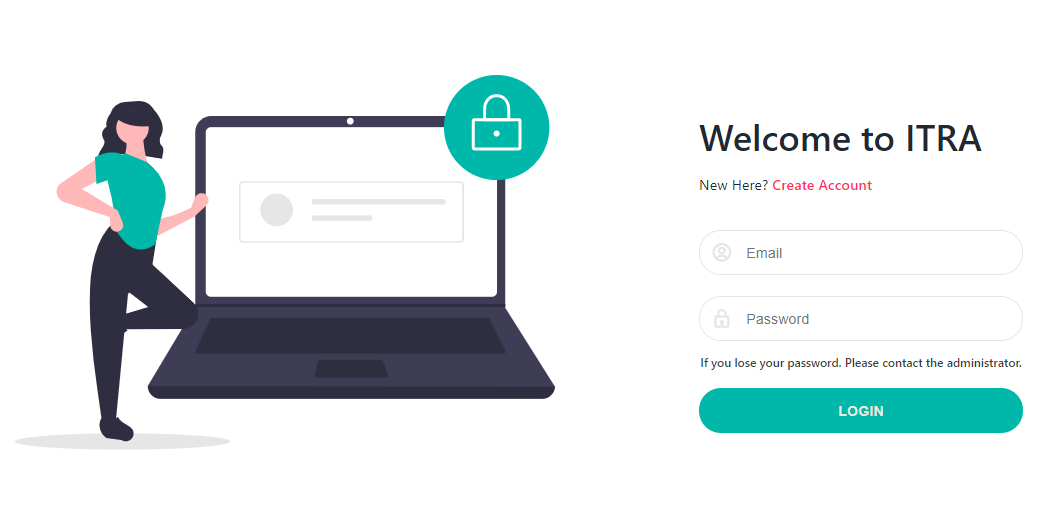 Welcome to ITRA
New Here? Create Account
Email
Password
If you lose your password. Please contact the administrator.
LOGIN